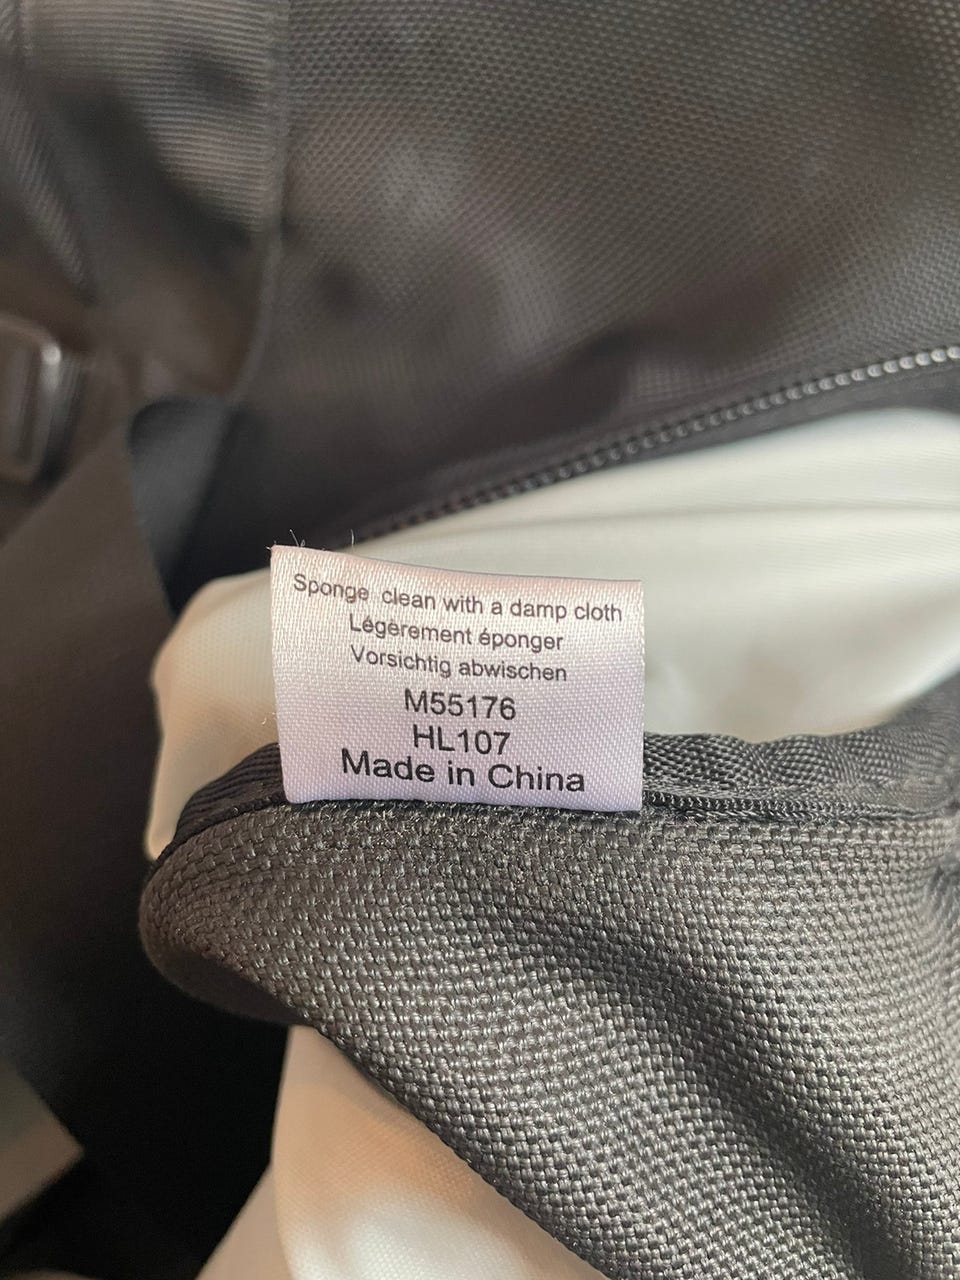 Sponge clean with a damp cloth
Légèrement éponger
Vorsichtig abwischen
M55176
HL107
Made in China